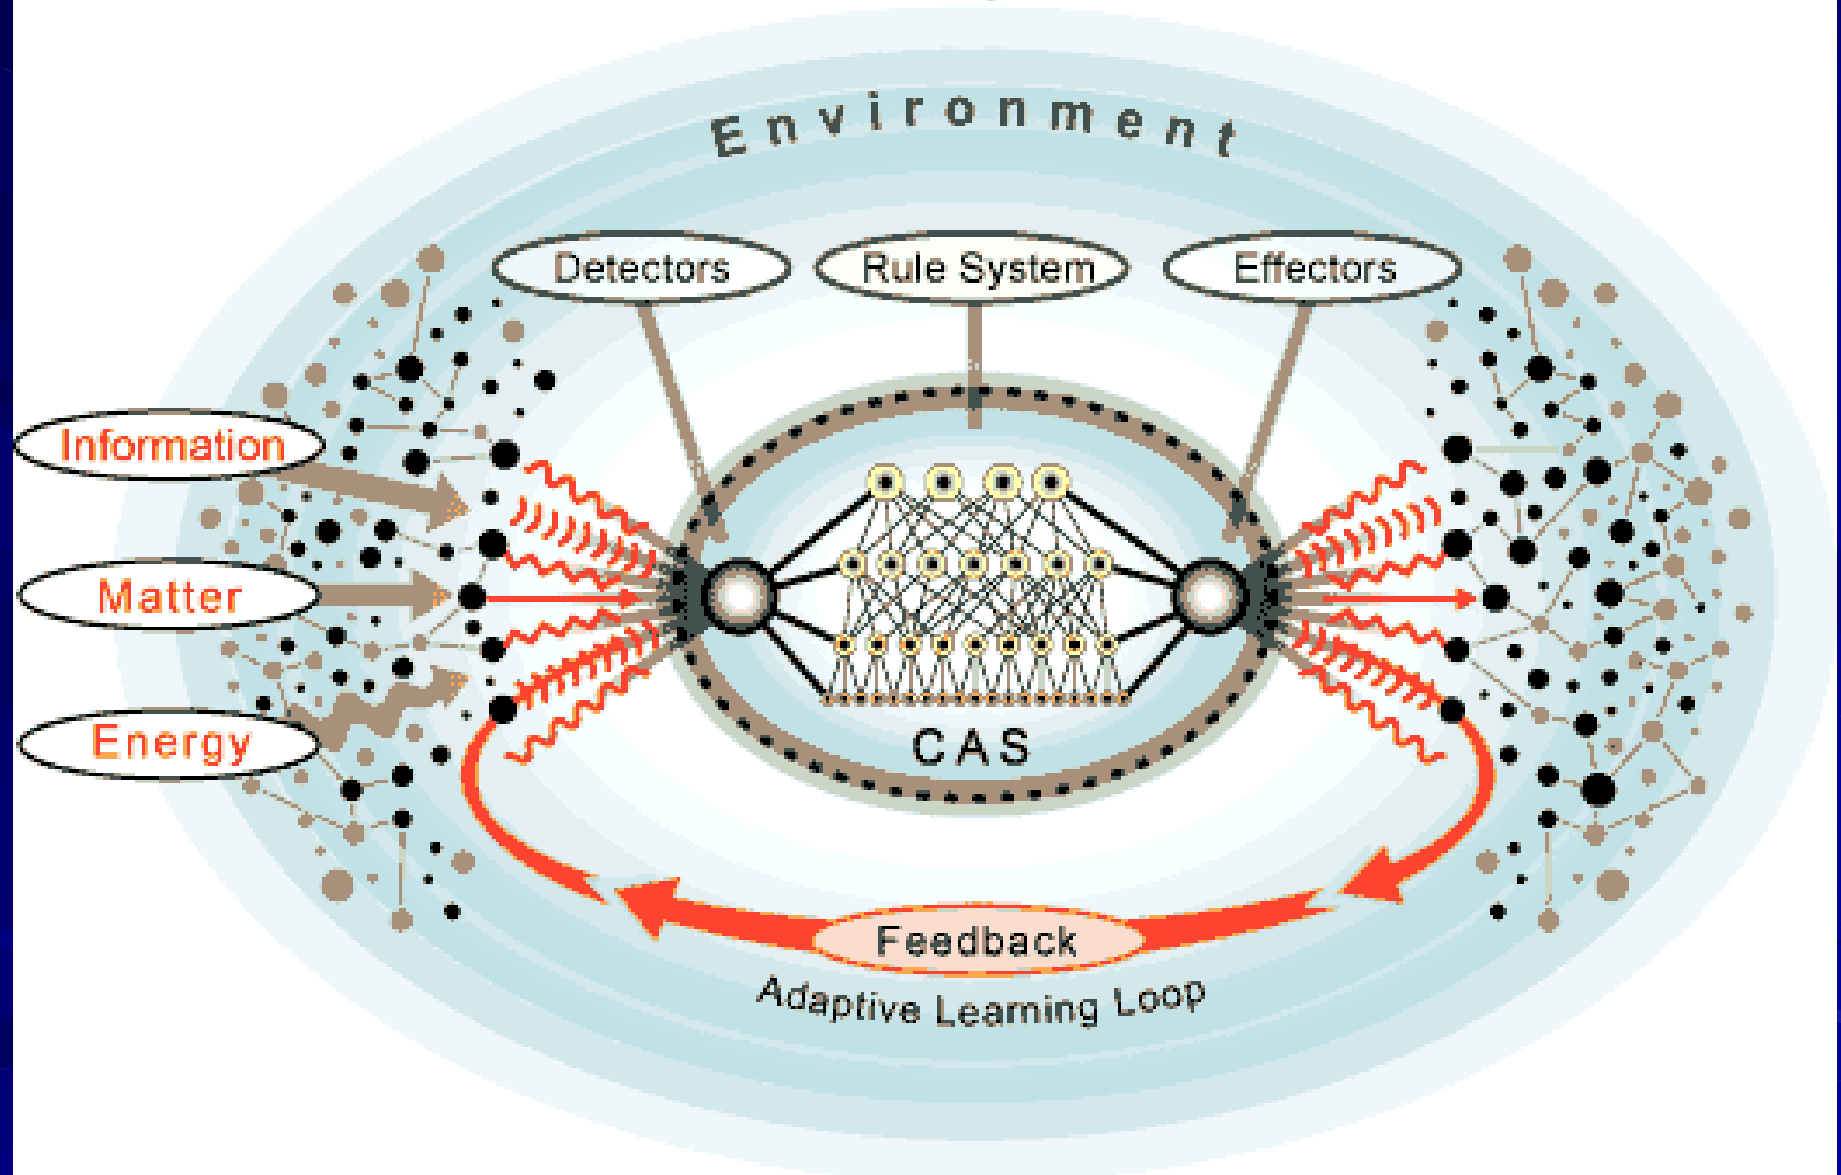 Environment
Detectors
Rule System
Effectors
Information
Matter
Energy
CAS
Feedback
Adaptive Learning Loop